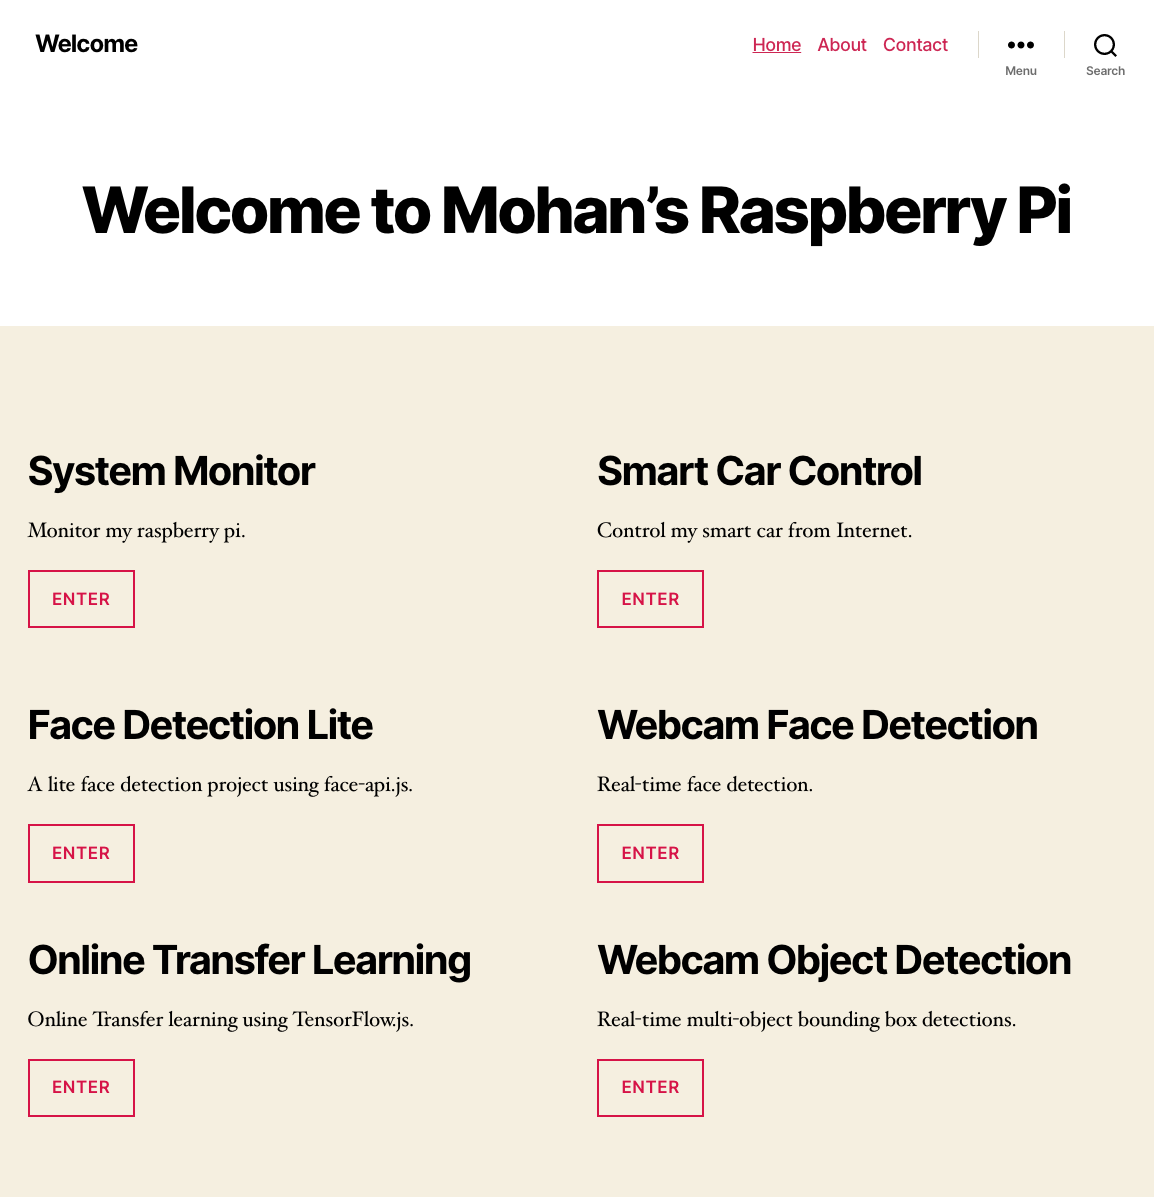 Welcome
Home About Contact
Menu
Search
Welcome to Mohan’s Raspberry Pi
System Monitor
Monitor my raspberry pi.
ENTER
Smart Car Control
Control my smart car from Internet.
ENTER
Face Detection Lite
A lite face detection project using face-api.js.
ENTER
Webcam Face Detection
Real-time face detection.
ENTER
Online Transfer Learning
Online Transfer learning using TensorFlow.js.
ENTER
Webcam Object Detection
Real-time multi-object bounding box detections.
ENTER